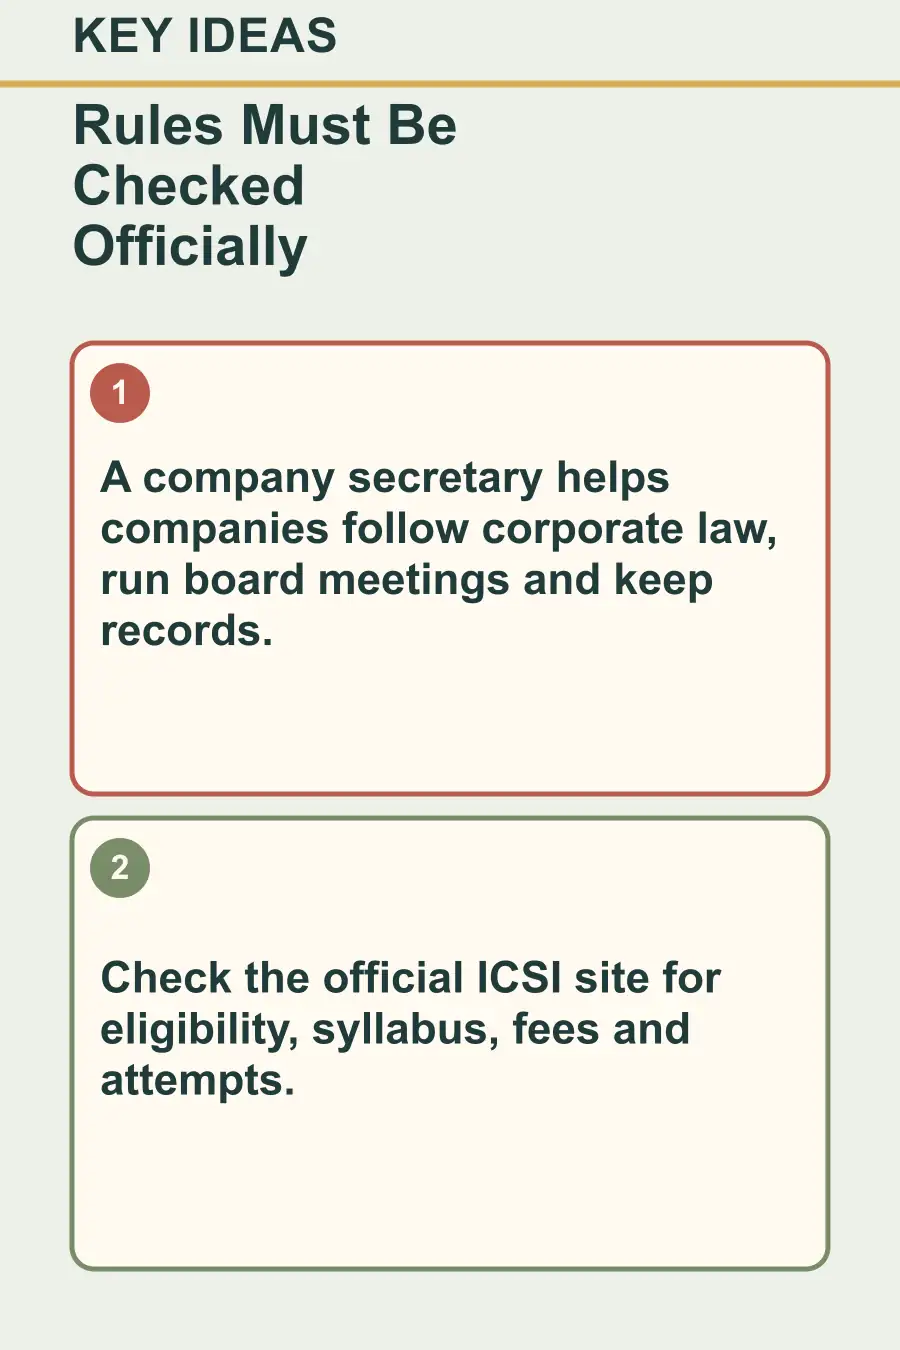 KEY IDEAS
Rules Must Be
Checked
Officially
1
A company secretary helps
companies follow corporate law,
run board meetings and keep
records.
2
Check the official ICSI site for
eligibility, syllabus, fees and
attempts.